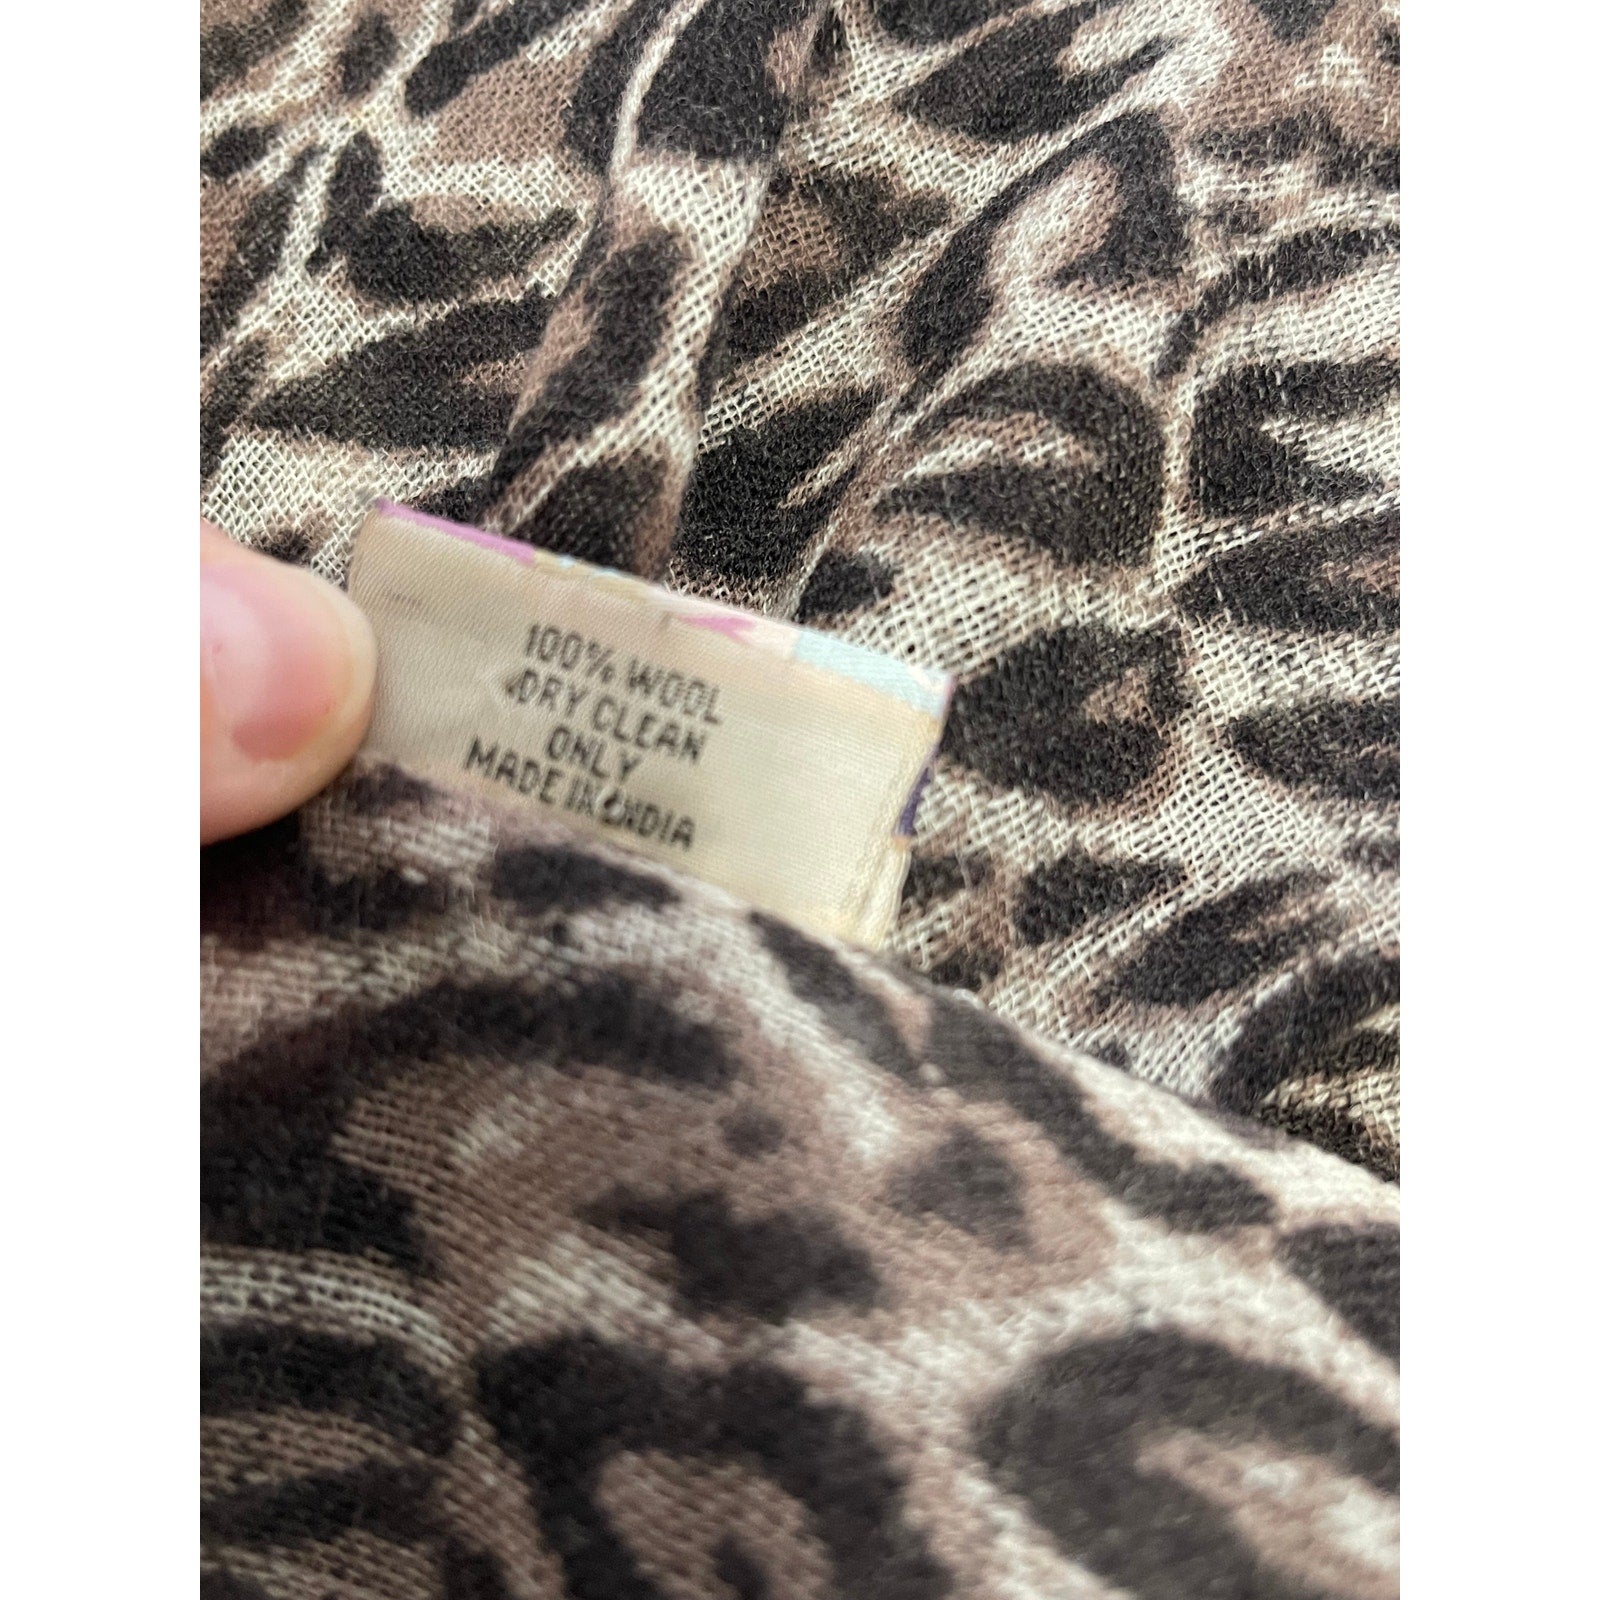 100% WOOL
DRY CLEAN
ONLY
MADE IN INDIA